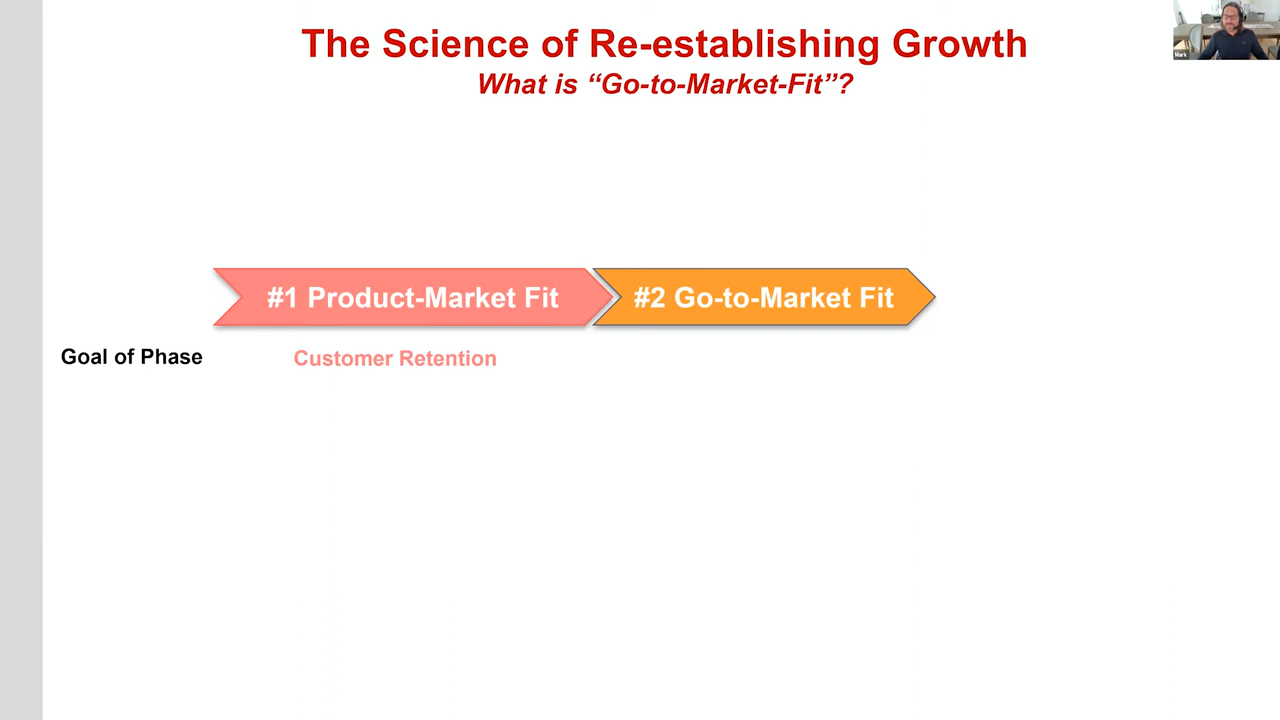 The Science of Re-establishing Growth
What is “Go-to-Market-Fit”?
Mark
#1 Product-Market Fit
#2 Go-to-Market Fit
Goal of Phase
Customer Retention